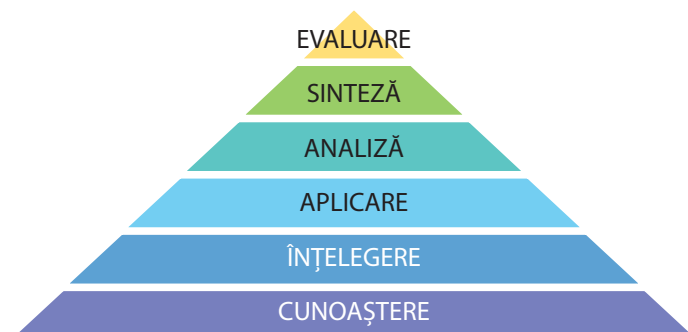 EVALUARE
SINTEZĂ
ANALIZĂ
APLICARE
ÎNȚELEGERE
CUNOAȘTERE